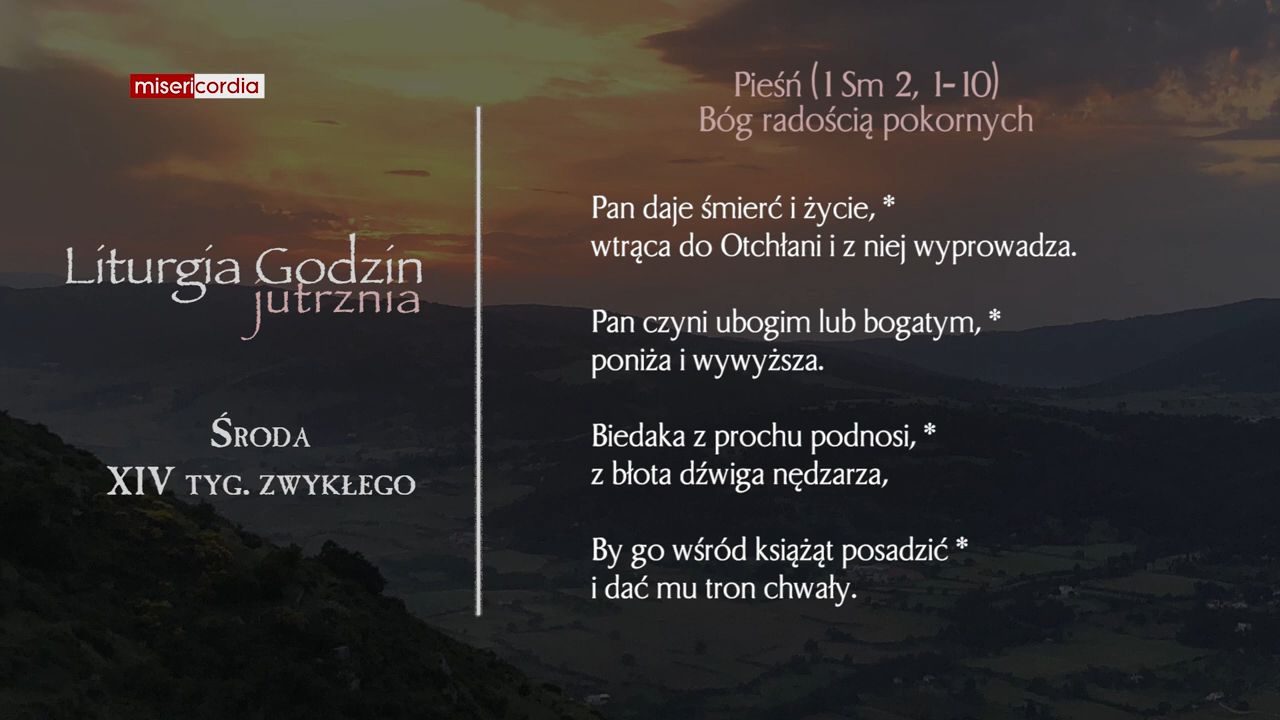 misericordia
Liturgia Godzin
jutrznia
Środa
XIV tyg. zwykłego
Pieśń (1 Sm 2, 1-10)
Bóg radością pokornych
Pan daje śmierć i życie, *
wtrąca do Otchłani i z niej wyprowadza.
Pan czyni ubogim lub bogatym, *
poniża i wywyższa.
Biedaka z prochu podnosi, *
z błota dźwiga nędzarza,
By go wśród książąt posadzić *
i dać mu tron chwały.